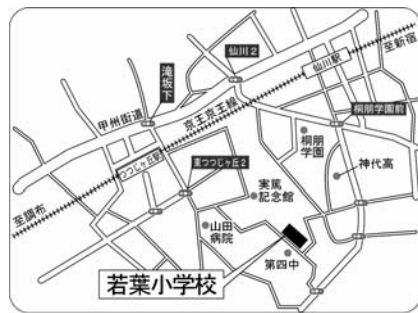 至新宿
仙川2
仙川駅
滝坂下
甲州街道
京王京王線
桐朋学園前
桐朋
学園
つつじヶ丘駅
東つつじヶ丘2
神代高
実篤
記念館
至調布
山田
病院
第四中
若葉小学校